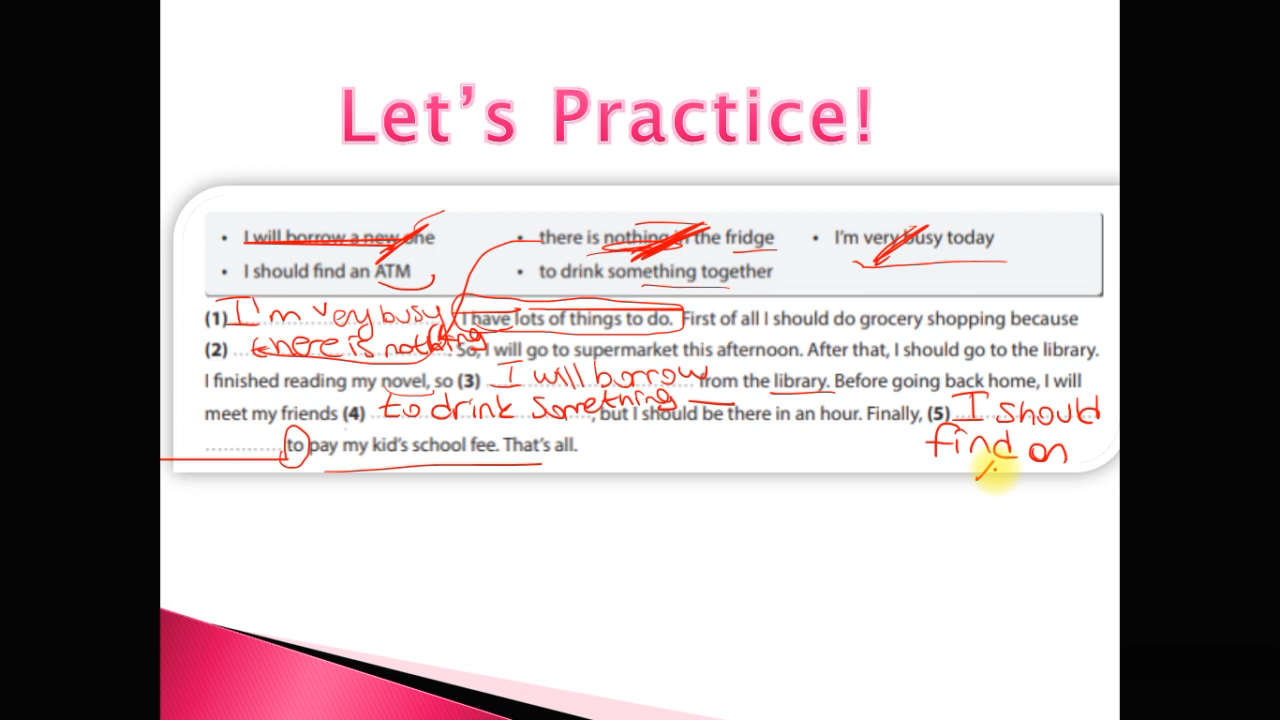 Let's Practice!
• I will borrow a new one • there is nothing in the fridge • I'm very busy today
• I should find an ATM • to drink something together
(1) I'm very busy I have lots of things to do. First of all I should do grocery shopping because
(2) there is nothing. So, I will go to supermarket this afternoon. After that, I should go to the library.
I finished reading my novel, so (3) I will borrow from the library. Before going back home, I will
meet my friends (4) to drink something, but I should be there in an hour. Finally, (5) I should
find an
to pay my kid's school fee. That's all.